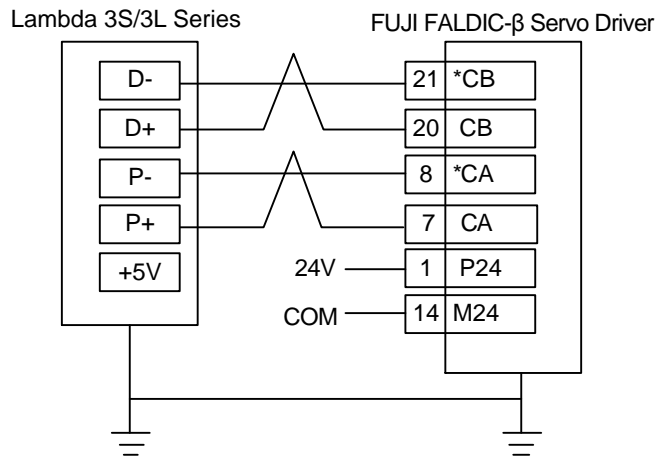 Lambda 3S/3L Series
FUJI FALDIC-β Servo Driver
D- 21 *CB
D+ 20 CB
P- 8 *CA
P+ 7 CA
+5V 24V 1 P24
COM 14 M24